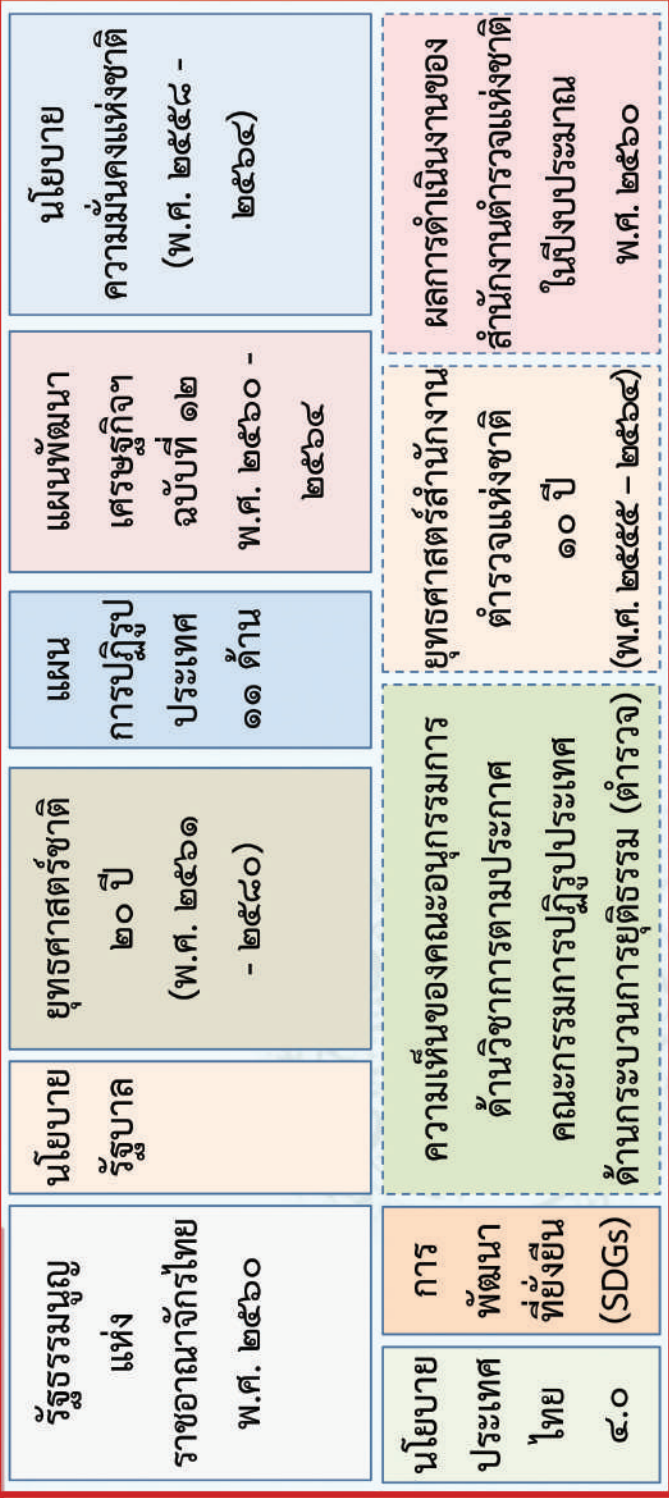 รัฐธรรมนูญ
แห่ง
ราชอาณาจักรไทย
พ.ศ. ๒๕๖๐
นโยบาย
รัฐบาล
ยุทธศาสตร์ชาติ
๒๐ ปี
(พ.ศ. ๒๕๖๑
- ๒๕๘๐)
แผน
การปฏิรูป
ประเทศ
๑๑ ด้าน
แผนพัฒนา
เศรษฐกิจฯ
ฉบับที่ ๑๒
พ.ศ. ๒๕๖๐ -
๒๕๖๔
นโยบาย
ความมั่นคงแห่งชาติ
(พ.ศ. ๒๕๕๘ -
๒๕๖๔)
นโยบาย
ประเทศ
ไทย
๔.๐
การ
พัฒนา
ที่ยั่งยืน
(SDGs)
ความเห็นของคณะอนุกรรมการ
ด้านวิชาการตามประกาศ
คณะกรรมการปฏิรูปประเทศ
ด้านกระบวนการยุติธรรม (ตำรวจ)
ยุทธศาสตร์สำนักงาน
ตำรวจแห่งชาติ
๑๐ ปี
(พ.ศ. ๒๕๕๕ – ๒๕๖๔)
ผลการดำเนินงานของ
สำนักงานตำรวจแห่งชาติ
ในปีงบประมาณ
พ.ศ. ๒๕๖๐